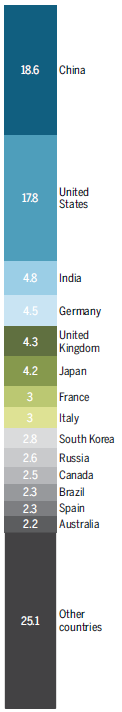 18.6 China
17.8 United
States
4.8 India
4.5 Germany
4.3 United
Kingdom
4.2 Japan
3 France
3 Italy
2.8 South Korea
2.6 Russia
2.5 Canada
2.3 Brazil
2.3 Spain
2.2 Australia
25.1 Other
countries